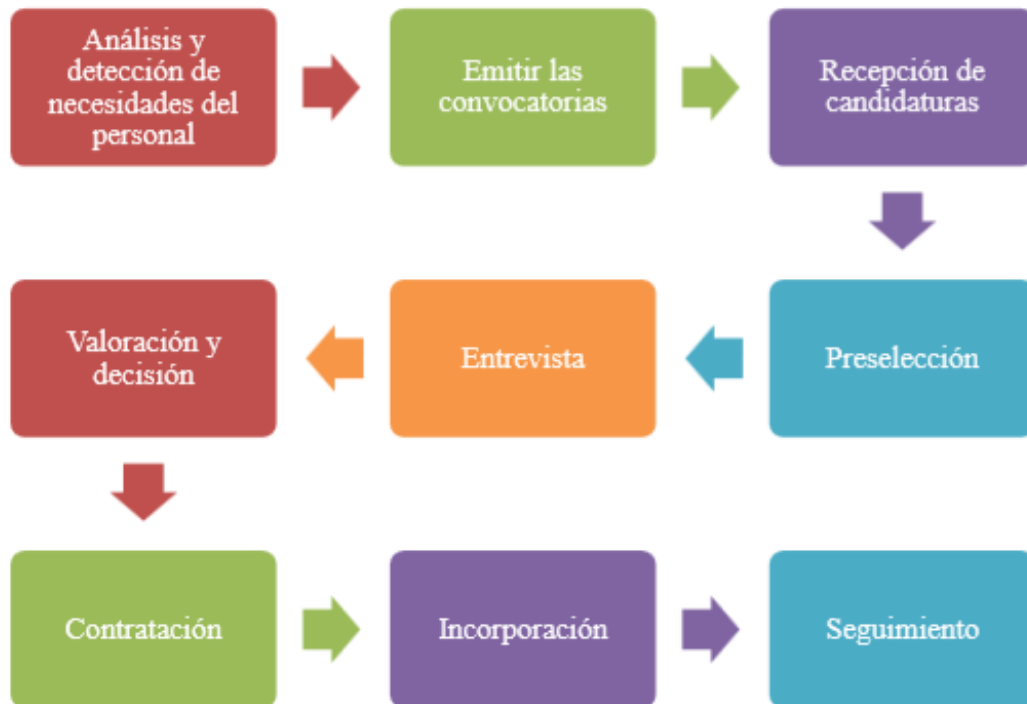 Análisis y
detección de
necesidades del
personal
Emitir las
convocatorias
Recepción de
candidaturas
Preselección
Entrevista
Valoración y
decisión
Contratación
Incorporación
Seguimiento